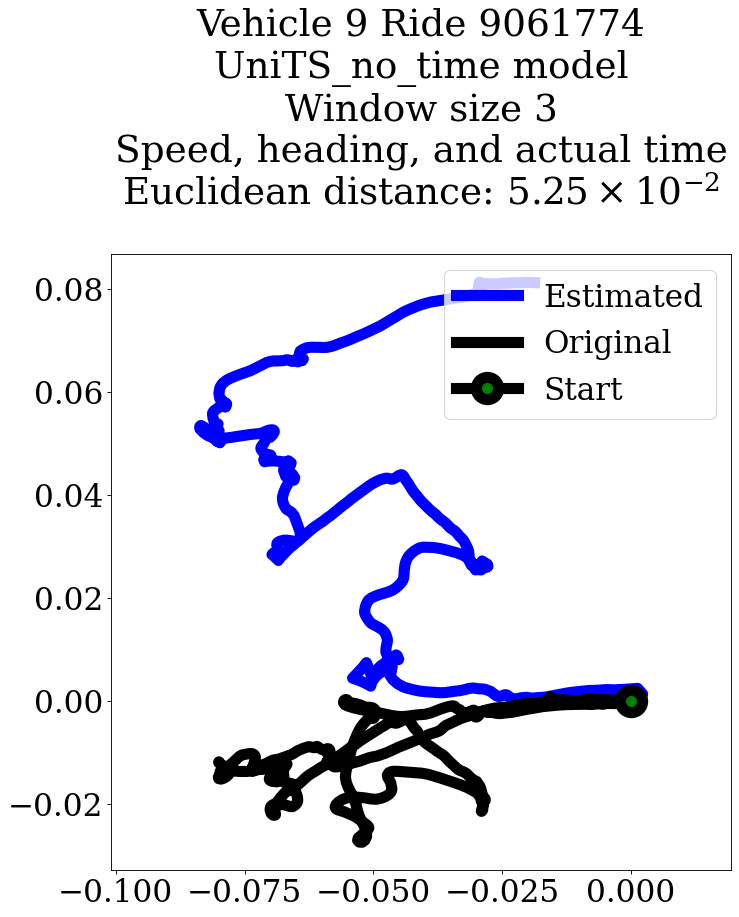 Vehicle 9 Ride 9061774
UniTS_no_time model
Window size 3
Speed, heading, and actual time
Euclidean distance: 5.25 × 10⁻²
Estimated
Original
Start
0.08
0.06
0.04
0.02
0.00
−0.02
−0.100 −0.075 −0.050 −0.025 0.000